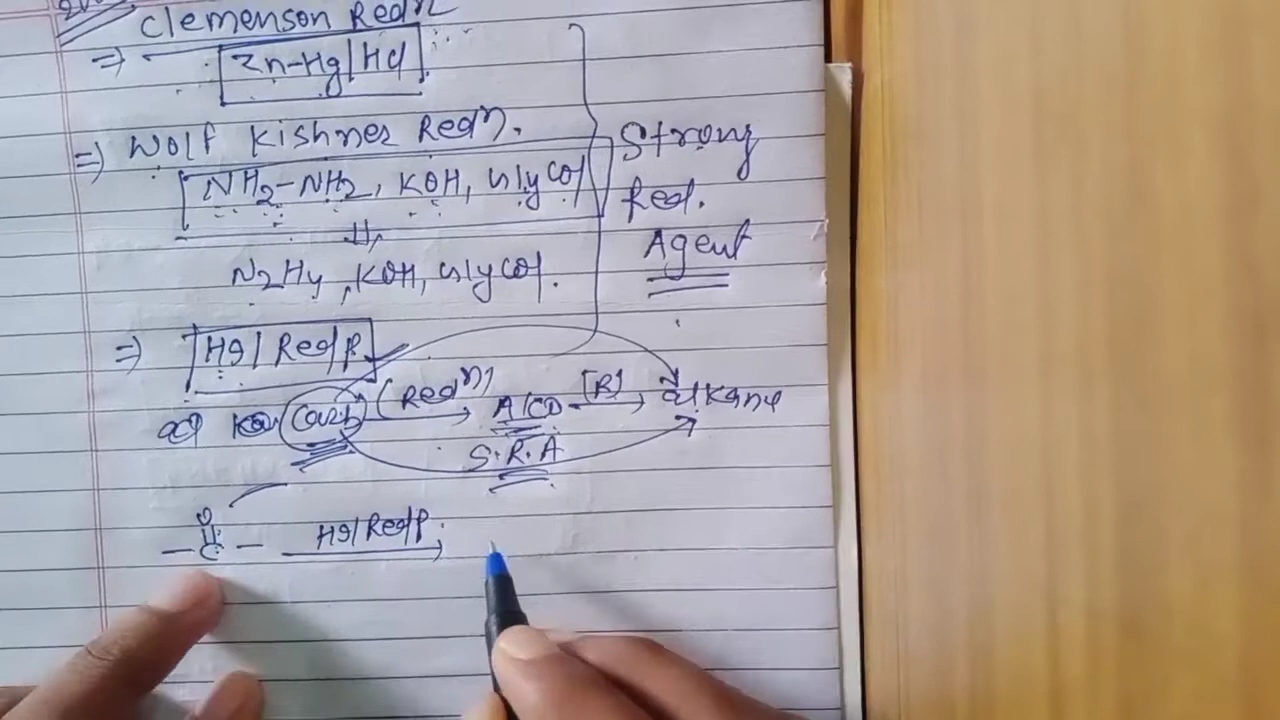 Clemenson Redn
⇒ Zn-Hg|Hcl
⇒ Wolf Kishner Redn.
NH2-NH2, KOH, Glycol
N2H4, KOH, Glycol.
Strong
Red.
Agent
⇒ HI/Red/P
Carb (Redn) Alco [R] alkane
S.R.A
O
-C- HI/Red/P.